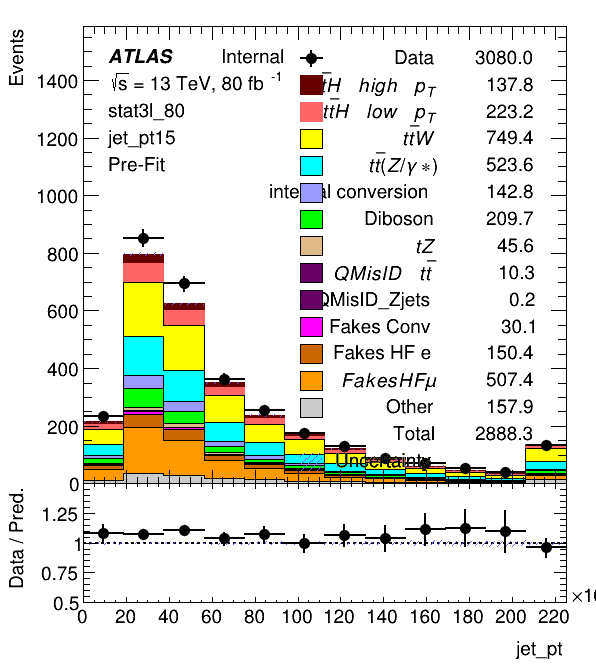 Events
ATLAS Internal
√s = 13 TeV, 80 fb⁻¹
stat3l_80
jet_pt15
Pre-Fit
Data 3080.0
tt̄H high p_T 137.8
tt̄H low p_T 223.2
tt̄W 749.4
tt̄(Z/γ*) 523.6
internal conversion 142.8
Diboson 209.7
tZ 45.6
QMisID tt̄ 10.3
QMisID_Zjets 0.2
Fakes Conv 30.1
Fakes HF e 150.4
FakesHFμ 507.4
Other 157.9
Total 2888.3
Uncertainty
1400
1200
1000
800
600
400
200
0
Data / Pred.
1.25
1
0.75
0.5
0 20 40 60 80 100 120 140 160 180 200 220
jet_pt